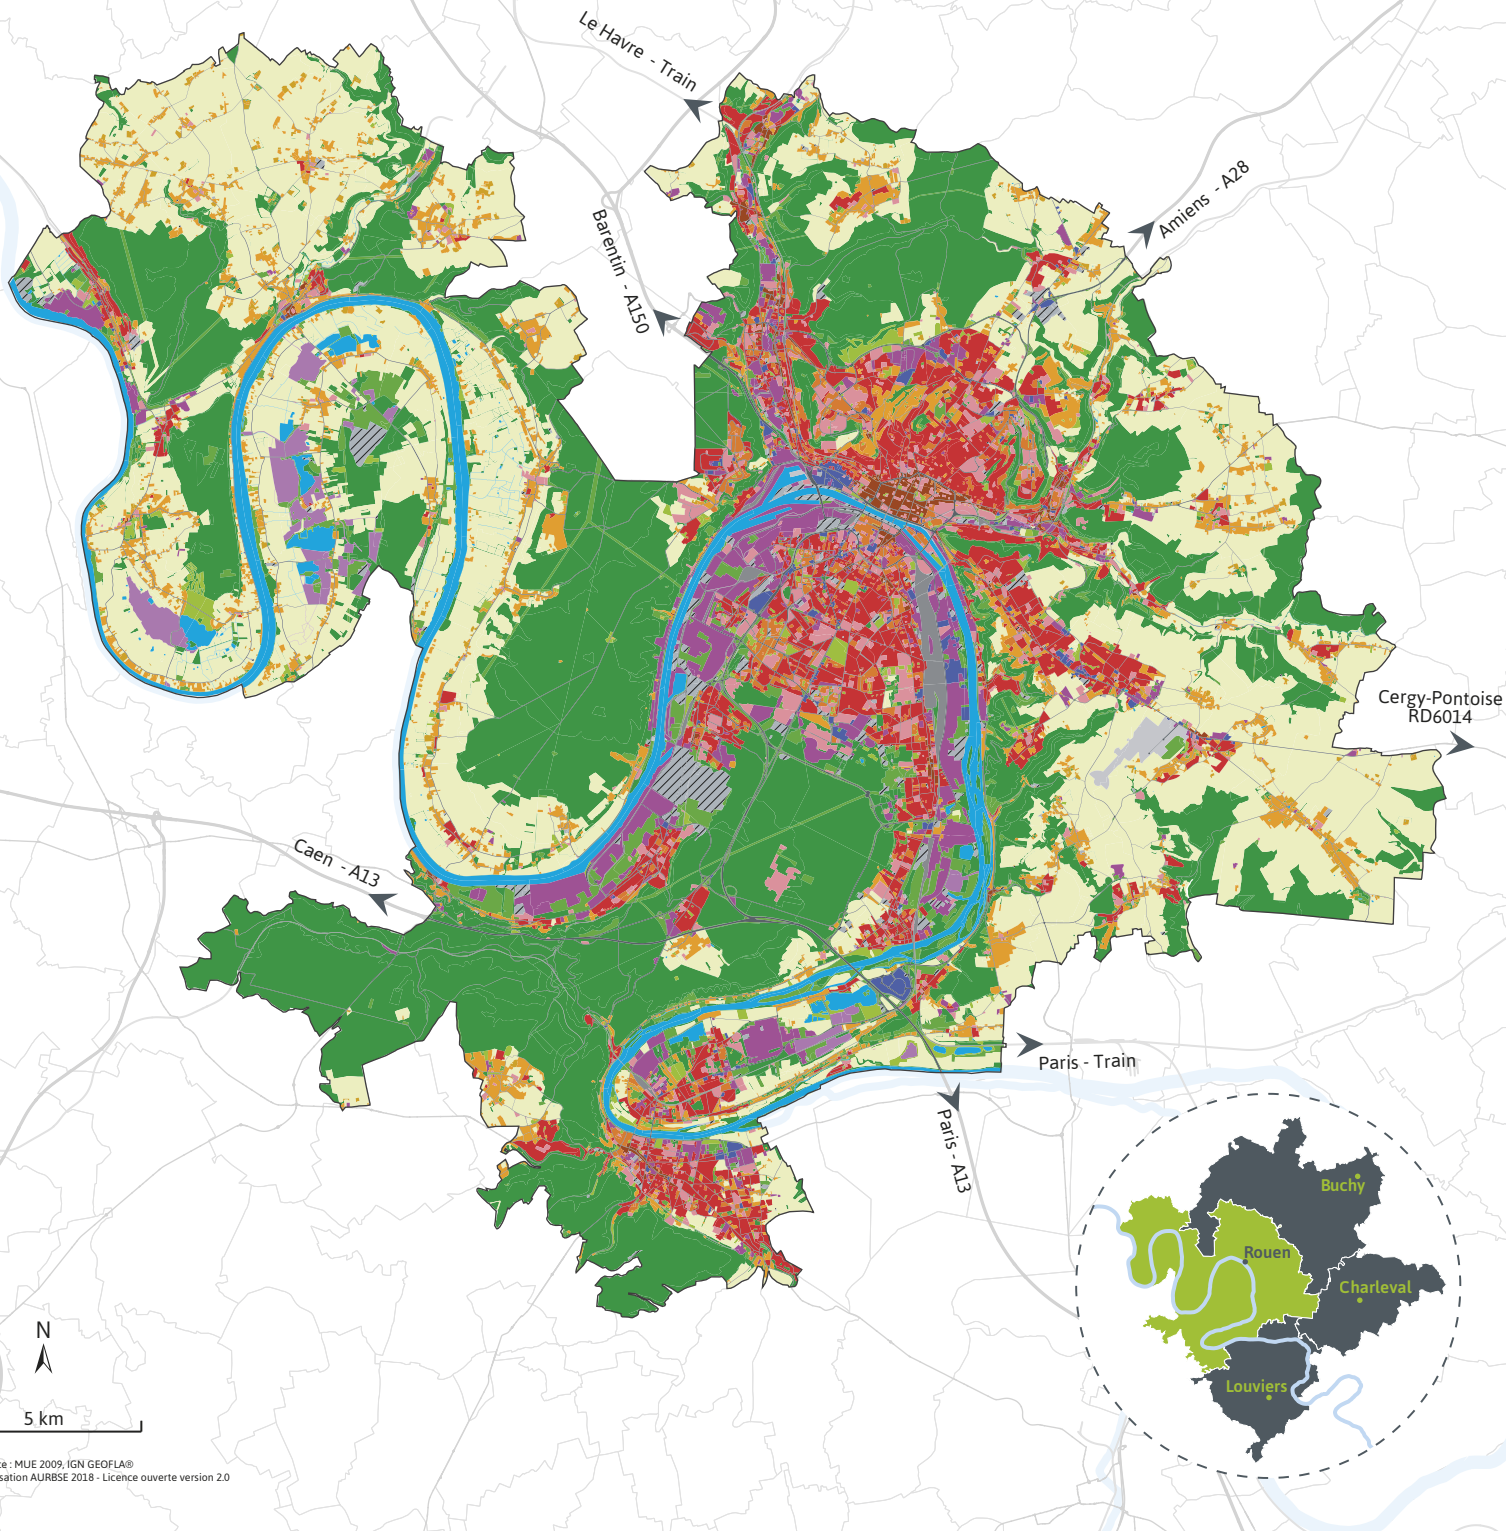 Le Havre - Train
Amiens - A28
Barentin - A150
Cergy-Pontoise
RD6014
Caen - A13
Paris - Train
Paris - A13
Buchy
Rouen
Charleval
Louviers
N
5 km
e : MUE 2009, IGN GEOFLA®
sation AURBSE 2018 - Licence ouverte version 2.0